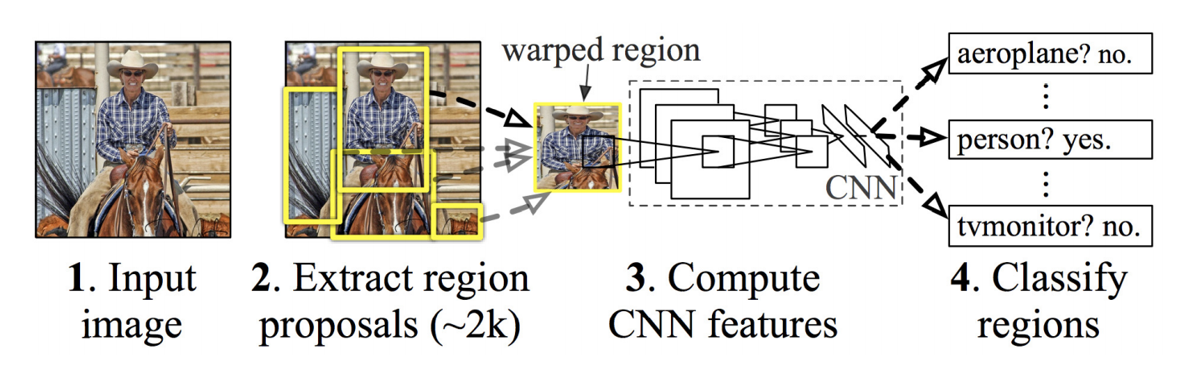 warped region
aeroplane? no.
person? yes.
CNN
tvmonitor? no.
1. Input
image
2. Extract region
proposals (~2k)
3. Compute
CNN features
4. Classify
regions